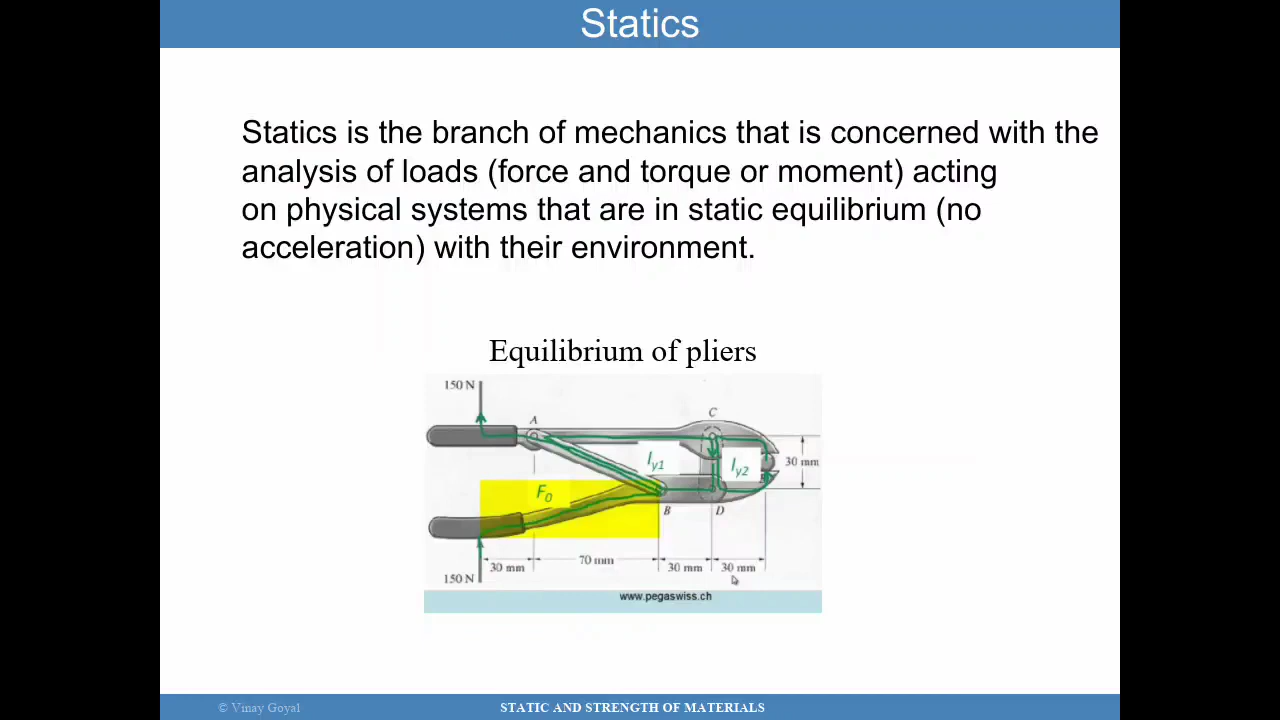 Statics
Statics is the branch of mechanics that is concerned with the
analysis of loads (force and torque or moment) acting
on physical systems that are in static equilibrium (no
acceleration) with their environment.
Equilibrium of pliers
150 N
A
C
I_y1
I_y2
30 mm
F_0
B
D
30 mm
70 mm
30 mm
30 mm
150 N
www.pegaswiss.ch
© Vinay Goyal
STATIC AND STRENGTH OF MATERIALS